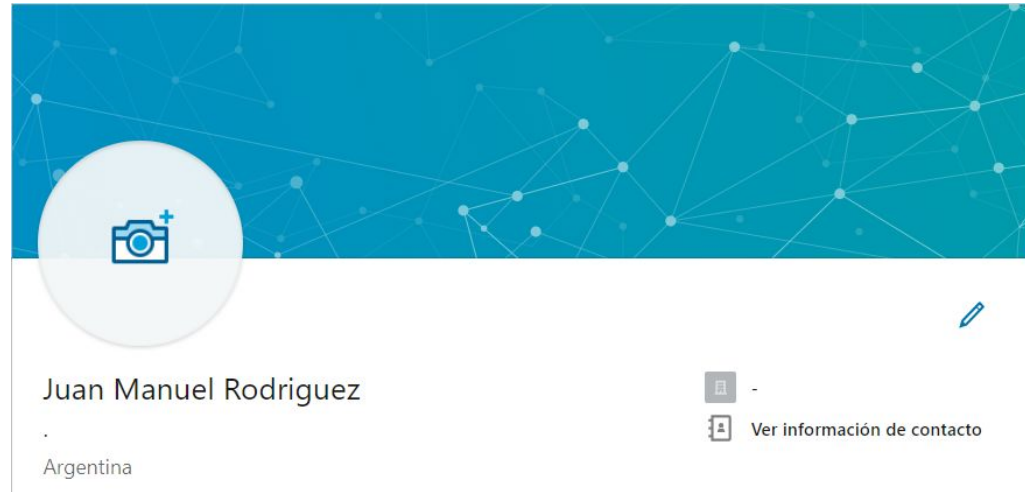 Juan Manuel Rodriguez
.
Argentina
-
Ver información de contacto